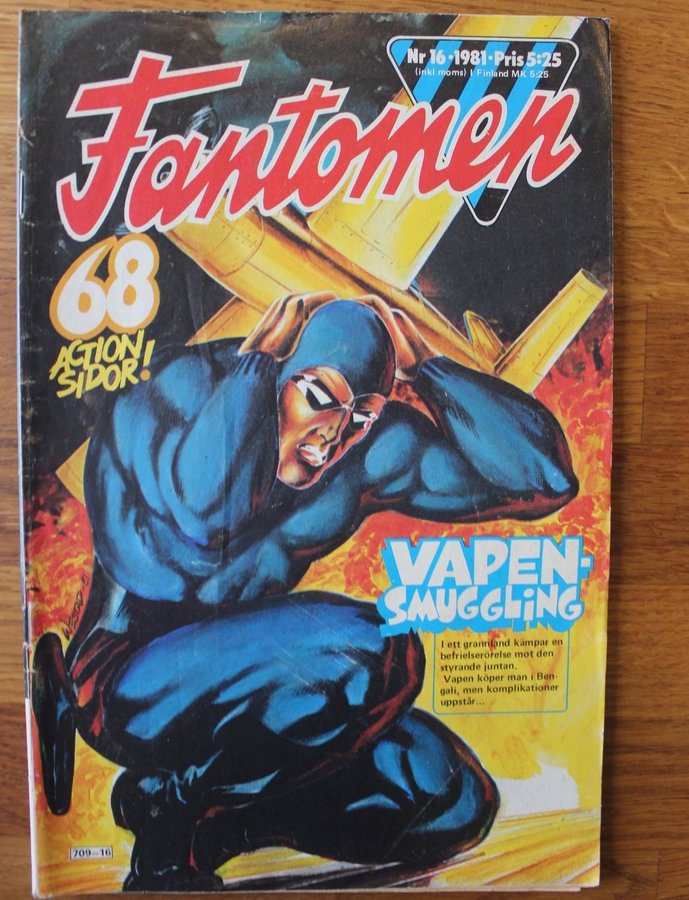 Nr 16 · 1981 · Pris 5:25
(inkl moms) I Finland MK 5:25
Fantomen
68
ACTION
SIDOR!
VAPEN-
SMUGGLING
I ett grannland kämpar en
befrielserörelse mot den
styrande juntan.
Vapen köper man i Ben-
gali, men komplikationer
uppstår...
709—16